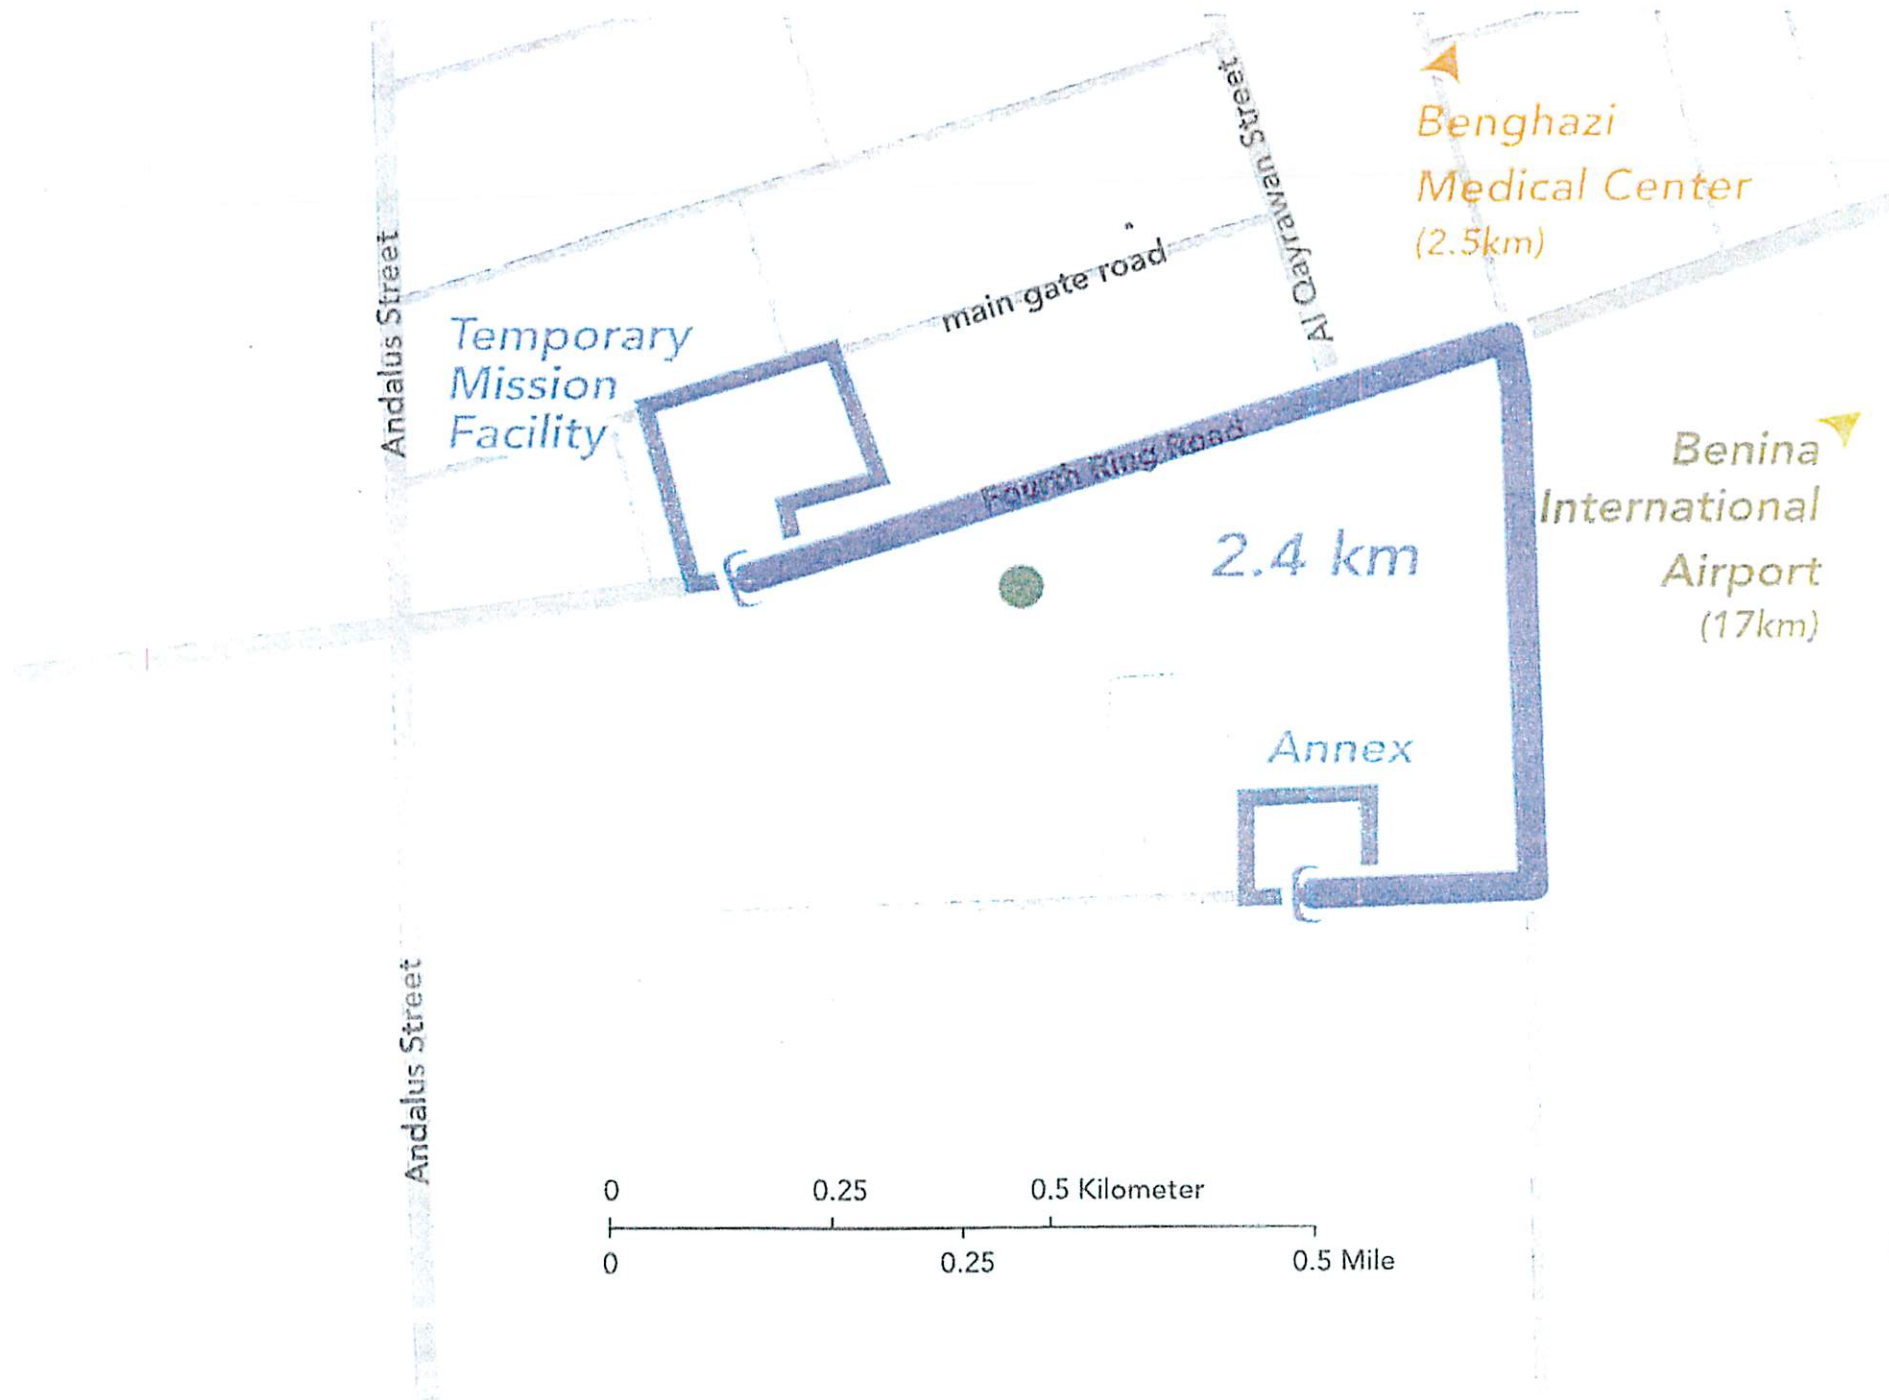 Al Qayrawan Street
Benghazi
Medical Center
(2.5km)
Andalus Street
main gate road
Temporary
Mission
Facility
Fourth Ring Road
Benina
International
Airport
(17km)
2.4 km
Annex
Andalus Street
0 0.25 0.5 Kilometer
0 0.25 0.5 Mile